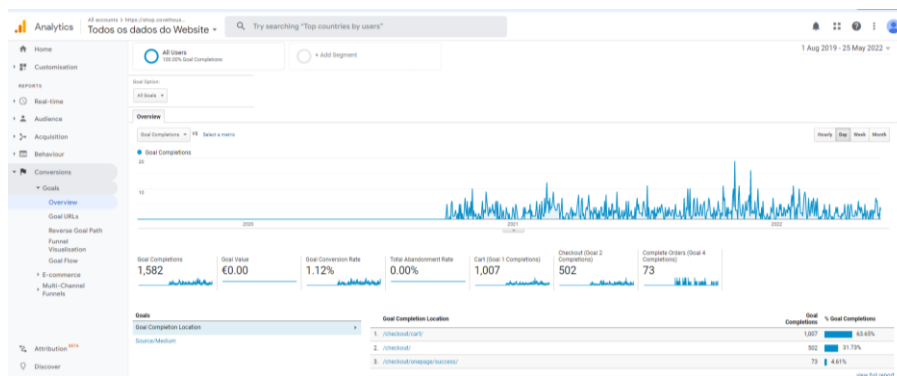 Analytics
All accounts > https://shop.covelhoua...
Todos os dados do Website
Try searching "Top countries by users"
Home
Customisation
REPORTS
Real-time
Audience
Acquisition
Behaviour
Conversions
Goals
Overview
Goal URLs
Reverse Goal Path
Funnel
Visualisation
Goal Flow
E-commerce
Multi-Channel
Funnels
Attribution BETA
Discover
All Users
100.00% Goal Completions
+ Add Segment
1 Aug 2019 - 25 May 2022
Goal Option:
All Goals
Overview
Goal Completions VS Select a metric
Hourly Day Week Month
Goal Completions
20
10
2020 2021 2022
Goal Completions
1,582
Goal Value
€0.00
Goal Conversion Rate
1.12%
Total Abandonment Rate
0.00%
Cart (Goal 1 Completions)
1,007
Checkout (Goal 2
Completions)
502
Complete Orders (Goal 4
Completions)
73
Goals
Goal Completion Location
Source/Medium
Goal Completion Location Goal
Completions % Goal Completions
1. /checkout/cart/ 1,007 63.65%
2. /checkout/ 502 31.73%
3. /checkout/onepage/success/ 73 4.61%
view full report